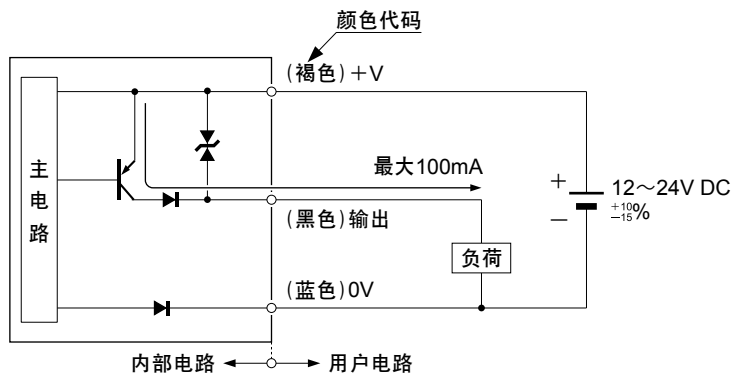 颜色代码
(褐色)+V
主电路
最大100mA
+
12～24V DC
−
+10
−15%
(黑色)输出
负荷
(蓝色)0V
内部电路
用户电路